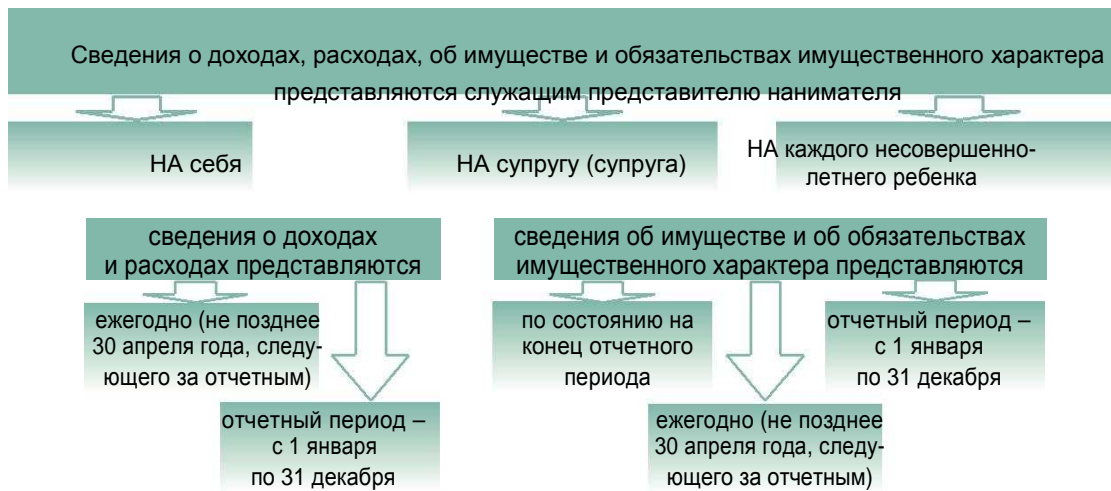 Сведения о доходах, расходах, об имуществе и обязательствах имущественного характера
представляются служащим представителю нанимателя
НА себя
НА супругу (супруга)
НА каждого несовершенно-
летнего ребенка
сведения о доходах
и расходах представляются
сведения об имуществе и об обязательствах
имущественного характера представляются
ежегодно (не позднее
30 апреля года, следу-
ющего за отчетным)
отчетный период –
с 1 января
по 31 декабря
по состоянию на
конец отчетного
периода
ежегодно (не позднее
30 апреля года, следу-
ющего за отчетным)
отчетный период –
с 1 января
по 31 декабря